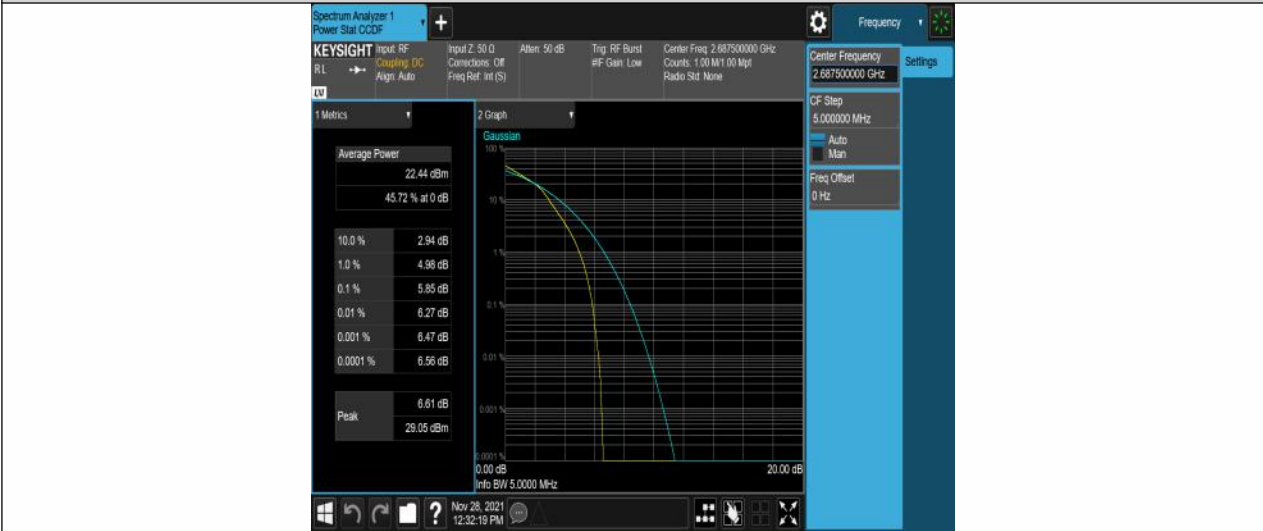 Spectrum Analyzer 1
Power Stat CCDF
+
Frequency
KEYSIGHT
RL
LV
Input: RF
Coupling: DC
Align: Auto
Input Z: 50 Ω
Corrections: Off
Freq Ref: Int (S)
Atten: 50 dB
Trig: RF Burst
#IF Gain: Low
Center Freq: 2.687500000 GHz
Counts: 1.00 M/1.00 Mpt
Radio Std: None
Center Frequency
2.687500000 GHz
Settings
CF Step
5.000000 MHz
Auto
Man
Freq Offset
0 Hz
1 Metrics
Average Power
22.44 dBm
45.72 % at 0 dB
10.0 % 2.94 dB
1.0 % 4.98 dB
0.1 % 5.85 dB
0.01 % 6.27 dB
0.001 % 6.47 dB
0.0001 % 6.56 dB
Peak
6.61 dB
29.05 dBm
2 Graph
Gaussian
100 %
10 %
1 %
0.1 %
0.01 %
0.001 %
0.0001 %
0.00 dB 20.00 dB
Info BW 5.0000 MHz
?
Nov 28, 2021
12:32:19 PM